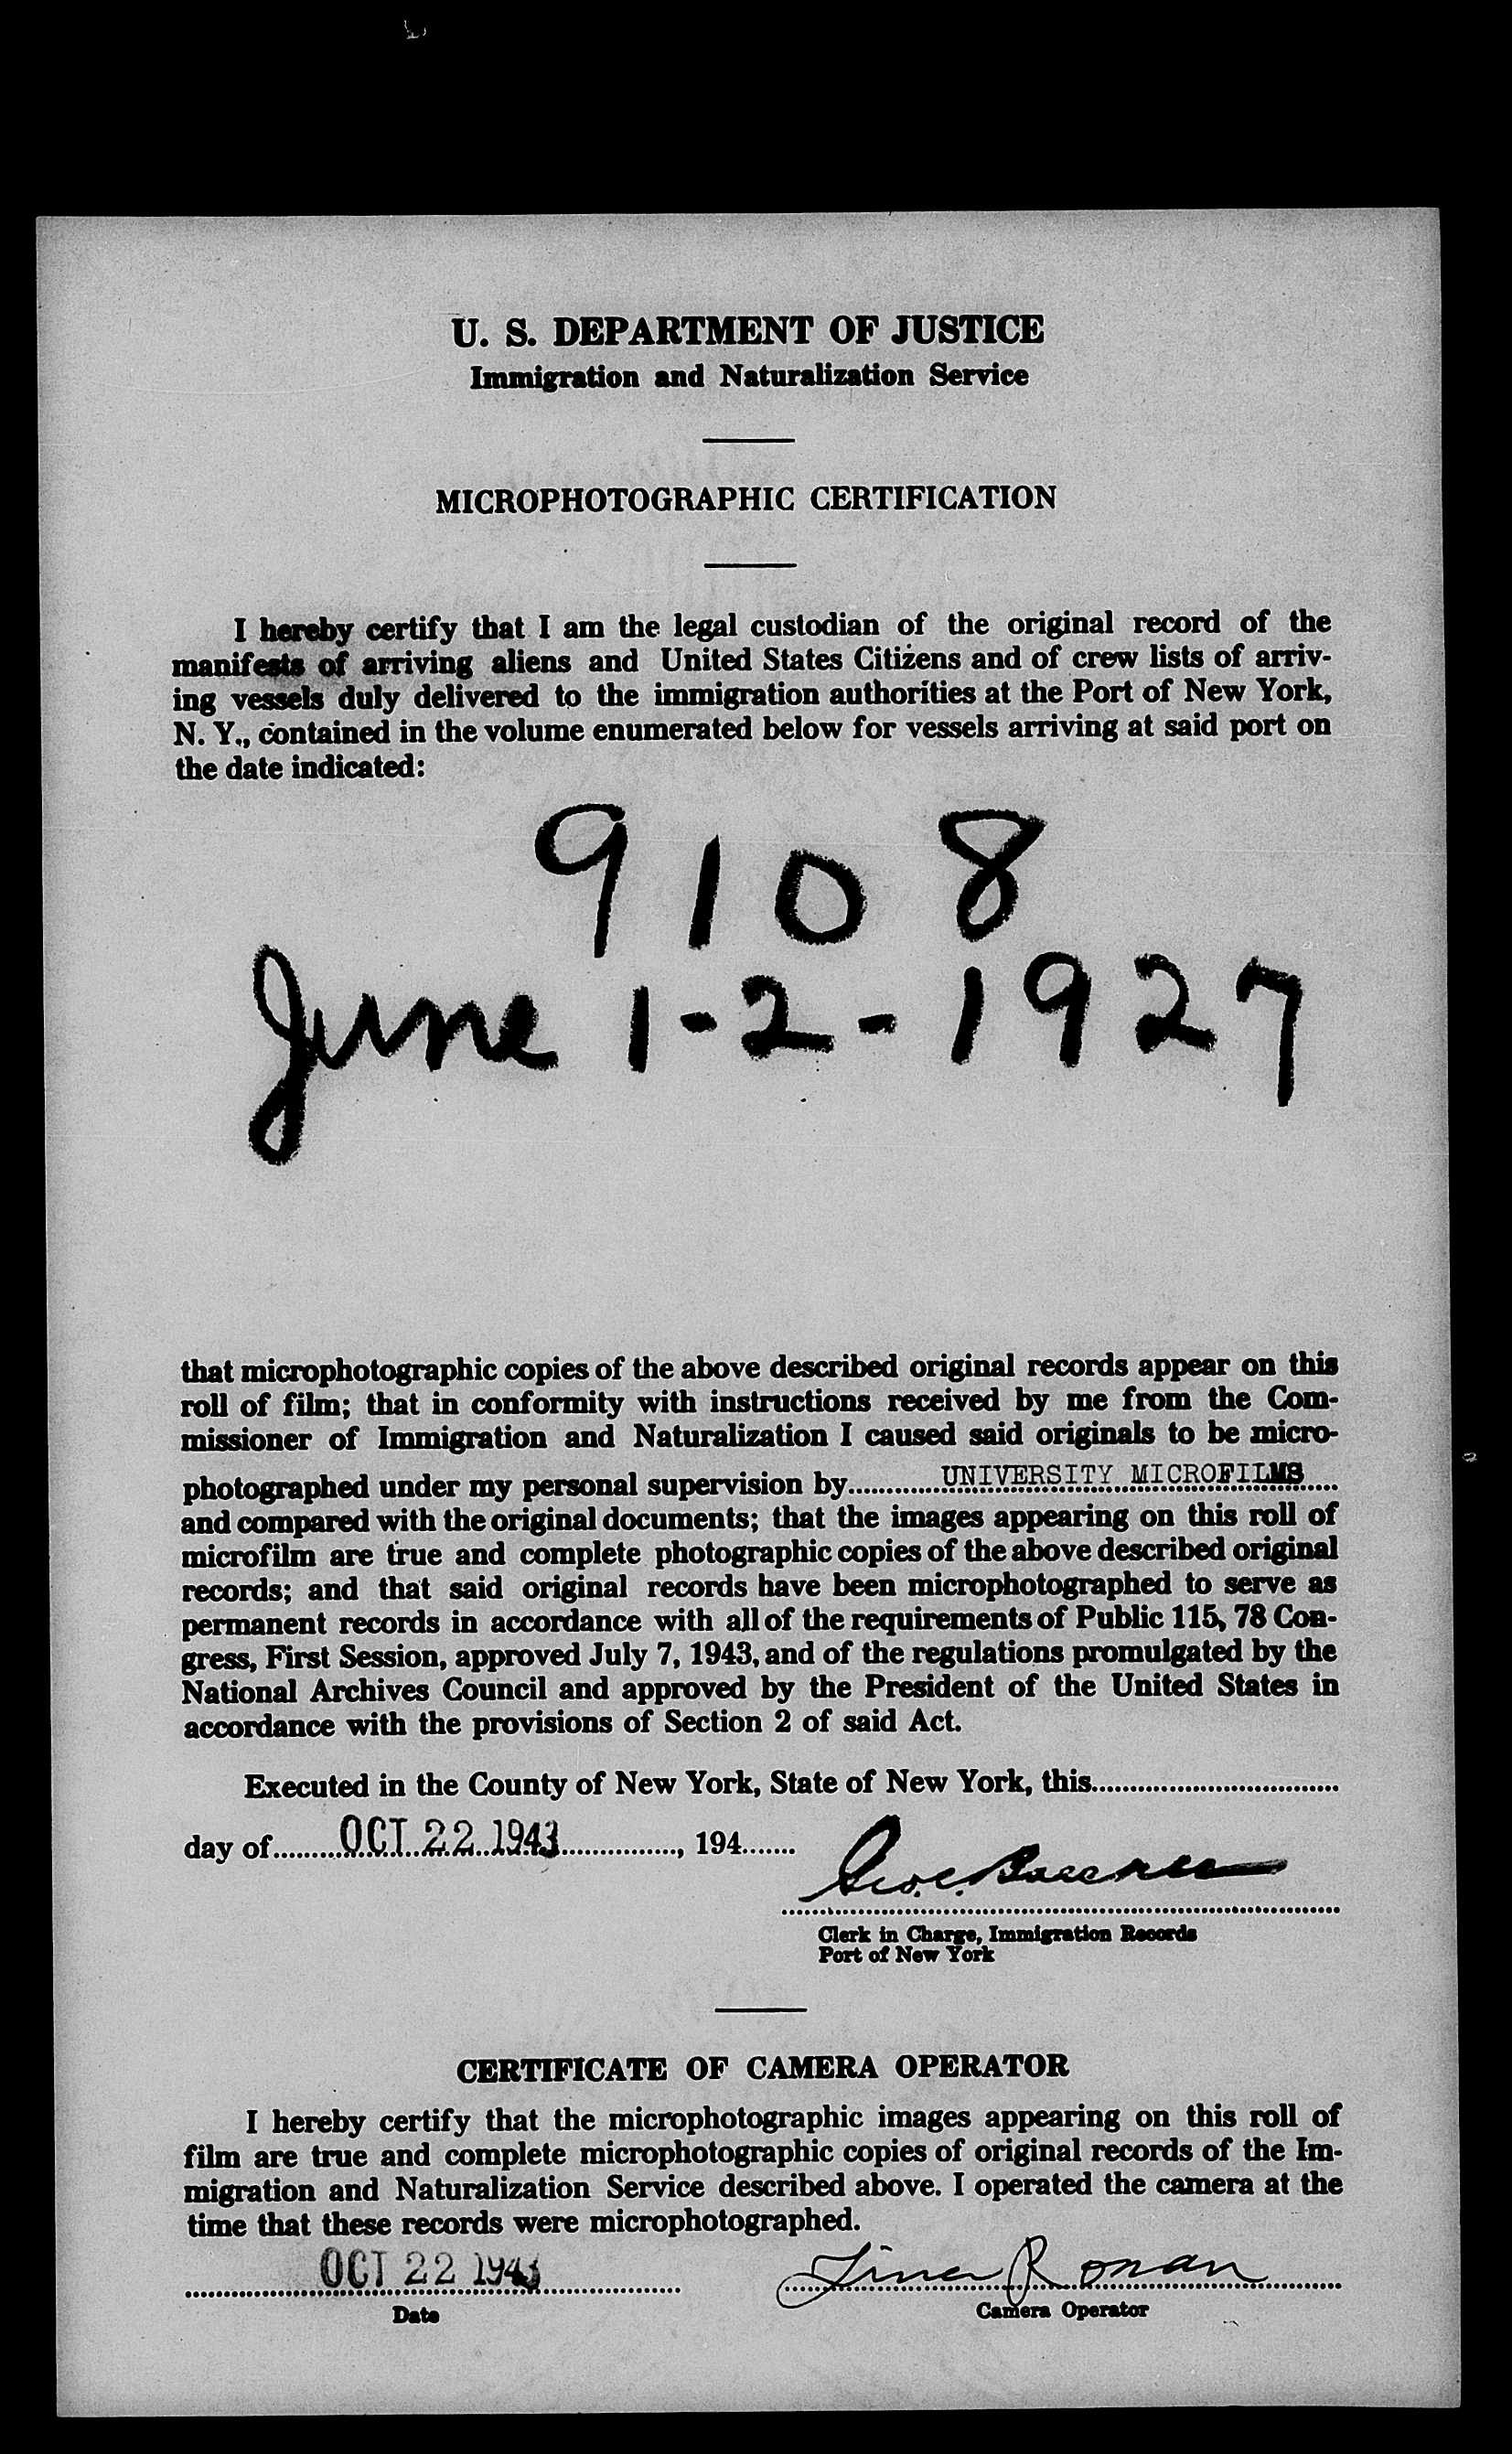 U. S. DEPARTMENT OF JUSTICE
Immigration and Naturalization Service
MICROPHOTOGRAPHIC CERTIFICATION
I hereby certify that I am the legal custodian of the original record of the
manifests of arriving aliens and United States Citizens and of crew lists of arriv-
ing vessels duly delivered to the immigration authorities at the Port of New York,
N. Y., contained in the volume enumerated below for vessels arriving at said port on
the date indicated:
9108
June 1-2-1927
that microphotographic copies of the above described original records appear on this
roll of film; that in conformity with instructions received by me from the Com-
missioner of Immigration and Naturalization I caused said originals to be micro-
photographed under my personal supervision by UNIVERSITY MICROFILMS
and compared with the original documents; that the images appearing on this roll of
microfilm are true and complete photographic copies of the above described original
records; and that said original records have been microphotographed to serve as
permanent records in accordance with all of the requirements of Public 115, 78 Con-
gress, First Session, approved July 7, 1943, and of the regulations promulgated by the
National Archives Council and approved by the President of the United States in
accordance with the provisions of Section 2 of said Act.
Executed in the County of New York, State of New York, this
day of OCT 22 1943, 194
Clerk in Charge, Immigration Records
Port of New York
CERTIFICATE OF CAMERA OPERATOR
I hereby certify that the microphotographic images appearing on this roll of
film are true and complete microphotographic copies of original records of the Im-
migration and Naturalization Service described above. I operated the camera at the
time that these records were microphotographed.
OCT 22 1943 Tina Ronan
Date Camera Operator